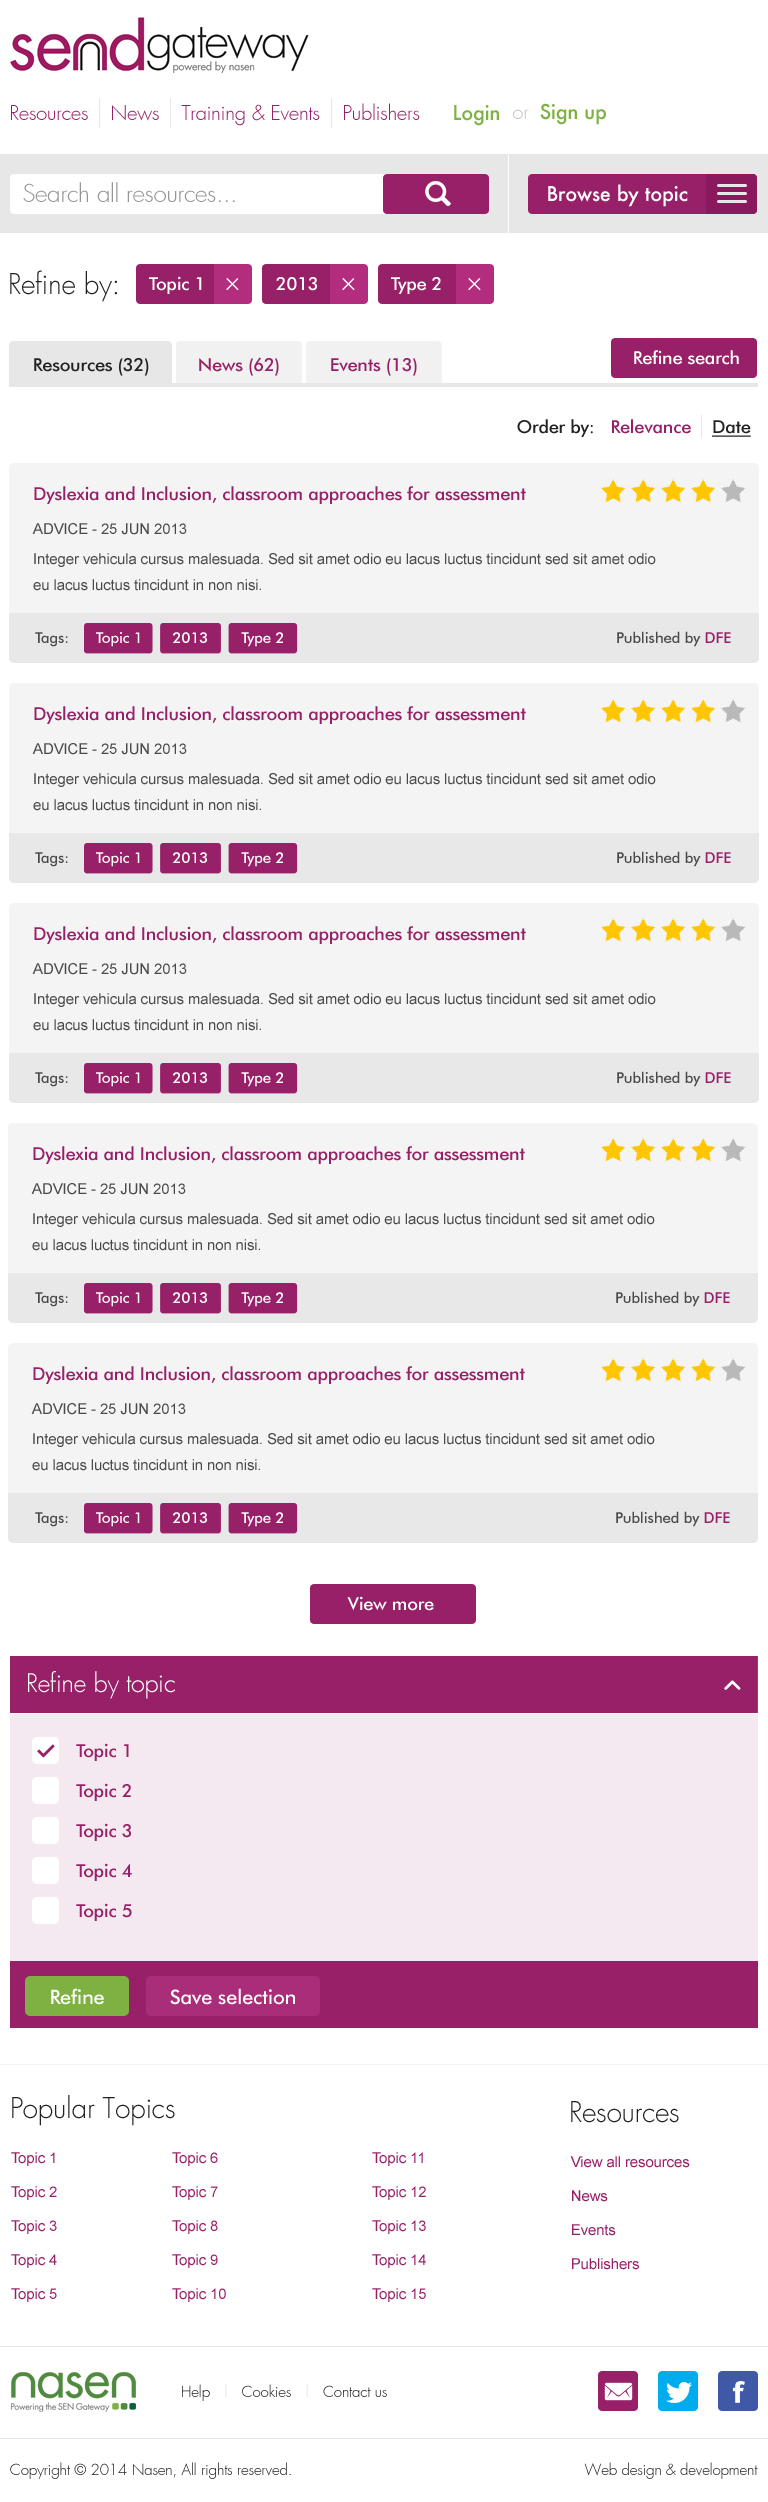 sendgateway
powered by nasen
Resources News Training & Events Publishers Login or Sign up
Search all resources... Browse by topic
Refine by: Topic 1 2013 Type 2
Resources (32) News (62) Events (13) Refine search
Order by: Relevance Date
Dyslexia and Inclusion, classroom approaches for assessment
ADVICE - 25 JUN 2013
Integer vehicula cursus malesuada. Sed sit amet odio eu lacus luctus tincidunt sed sit amet odio
eu lacus luctus tincidunt in non nisi.
Tags: Topic 1 2013 Type 2 Published by DFE
Dyslexia and Inclusion, classroom approaches for assessment
ADVICE - 25 JUN 2013
Integer vehicula cursus malesuada. Sed sit amet odio eu lacus luctus tincidunt sed sit amet odio
eu lacus luctus tincidunt in non nisi.
Tags: Topic 1 2013 Type 2 Published by DFE
Dyslexia and Inclusion, classroom approaches for assessment
ADVICE - 25 JUN 2013
Integer vehicula cursus malesuada. Sed sit amet odio eu lacus luctus tincidunt sed sit amet odio
eu lacus luctus tincidunt in non nisi.
Tags: Topic 1 2013 Type 2 Published by DFE
Dyslexia and Inclusion, classroom approaches for assessment
ADVICE - 25 JUN 2013
Integer vehicula cursus malesuada. Sed sit amet odio eu lacus luctus tincidunt sed sit amet odio
eu lacus luctus tincidunt in non nisi.
Tags: Topic 1 2013 Type 2 Published by DFE
Dyslexia and Inclusion, classroom approaches for assessment
ADVICE - 25 JUN 2013
Integer vehicula cursus malesuada. Sed sit amet odio eu lacus luctus tincidunt sed sit amet odio
eu lacus luctus tincidunt in non nisi.
Tags: Topic 1 2013 Type 2 Published by DFE
View more
Refine by topic
Topic 1
Topic 2
Topic 3
Topic 4
Topic 5
Refine Save selection
Popular Topics Resources
Topic 1 Topic 6 Topic 11 View all resources
Topic 2 Topic 7 Topic 12 News
Topic 3 Topic 8 Topic 13 Events
Topic 4 Topic 9 Topic 14 Publishers
Topic 5 Topic 10 Topic 15
nasen
Powering the SEN Gateway
Help Cookies Contact us
Copyright © 2014 Nasen, All rights reserved. Web design & development